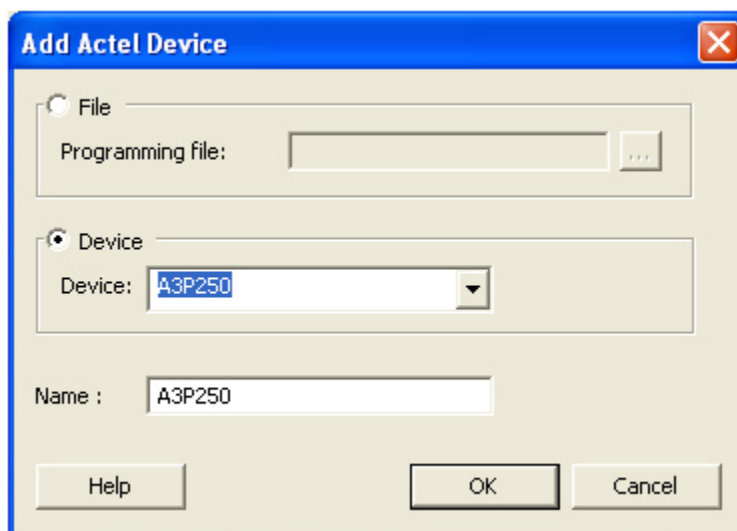 Add Actel Device
File
Programming file:
...
Device
Device: A3P250
Name : A3P250
Help OK Cancel